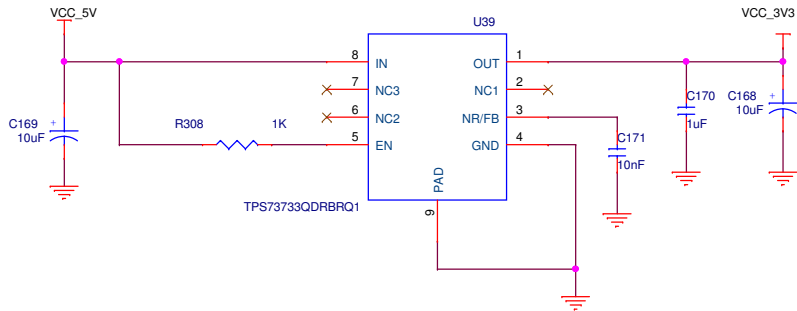 VCC_5V
VCC_3V3
U39
8 IN OUT 1
7 NC3 NC1 2
6 NC2 NR/FB 3
5 EN GND 4
PAD
9
C169 + 10uF
R308 1K
C170 1uF
C168 + 10uF
C171 10nF
TPS73733QDRBRQ1